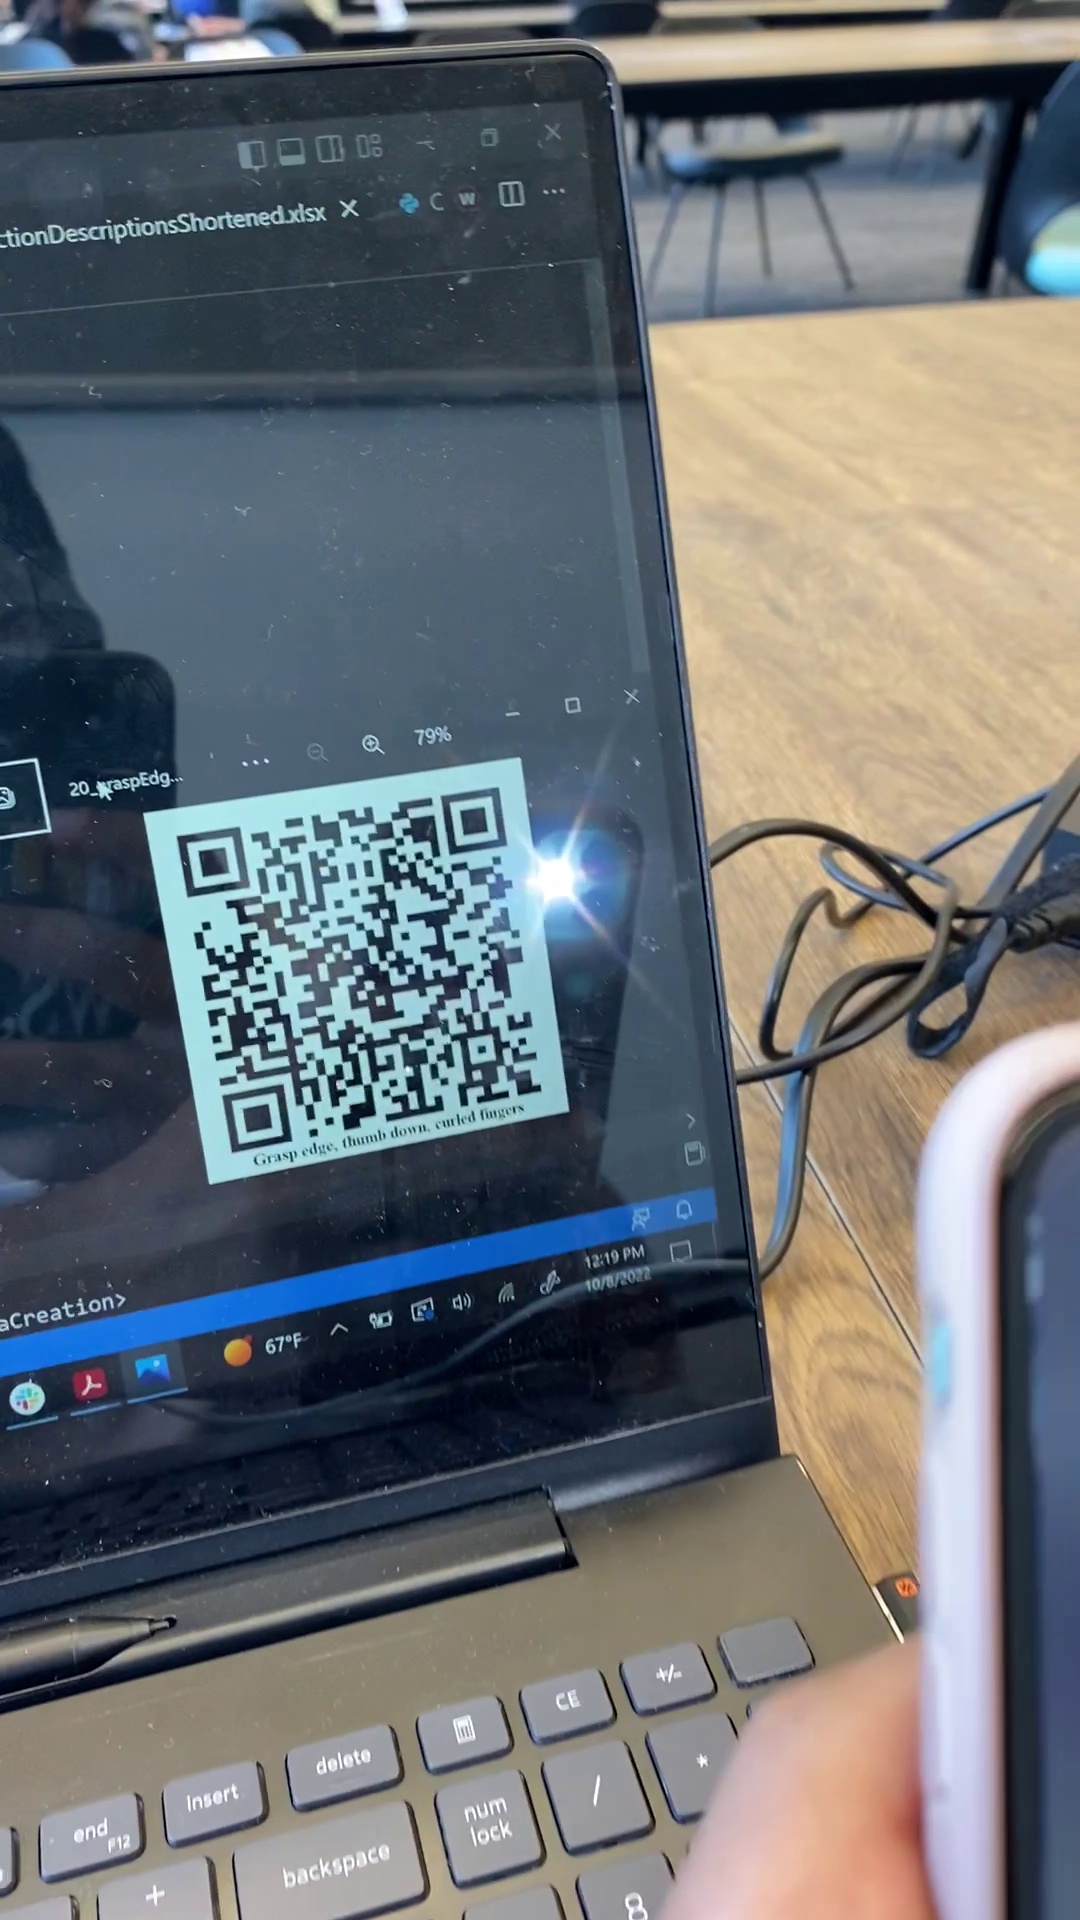 ctionDescriptionsShortened.xlsx
C W
79%
20_graspEdg...
Grasp edge, thumb down, curled fingers
aCreation>
12:19 PM
10/8/2022
67°F
CE +/-
delete
insert
end
F12
num
lock
/ *
backspace
+
8